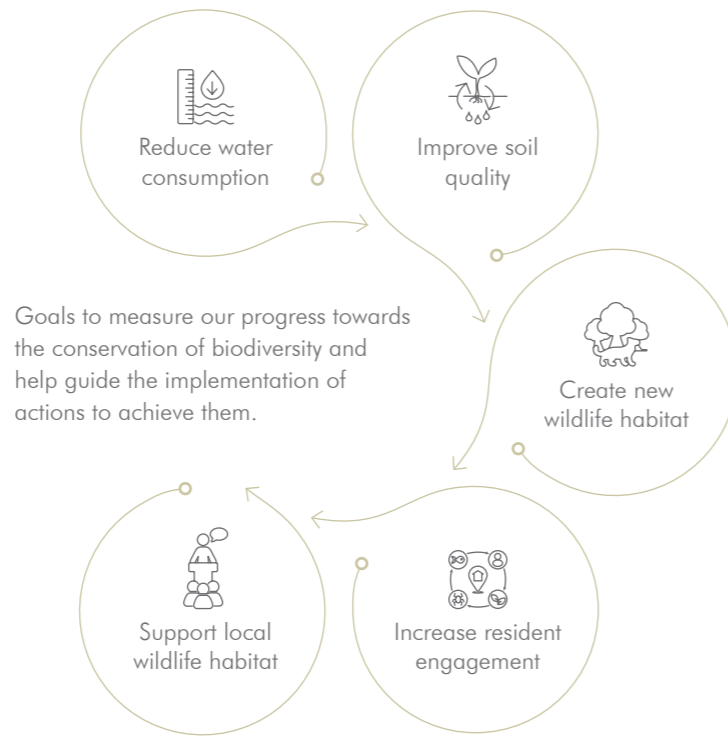 Reduce water
consumption
Improve soil
quality
Goals to measure our progress towards
the conservation of biodiversity and
help guide the implementation of
actions to achieve them.
Create new
wildlife habitat
Support local
wildlife habitat
Increase resident
engagement